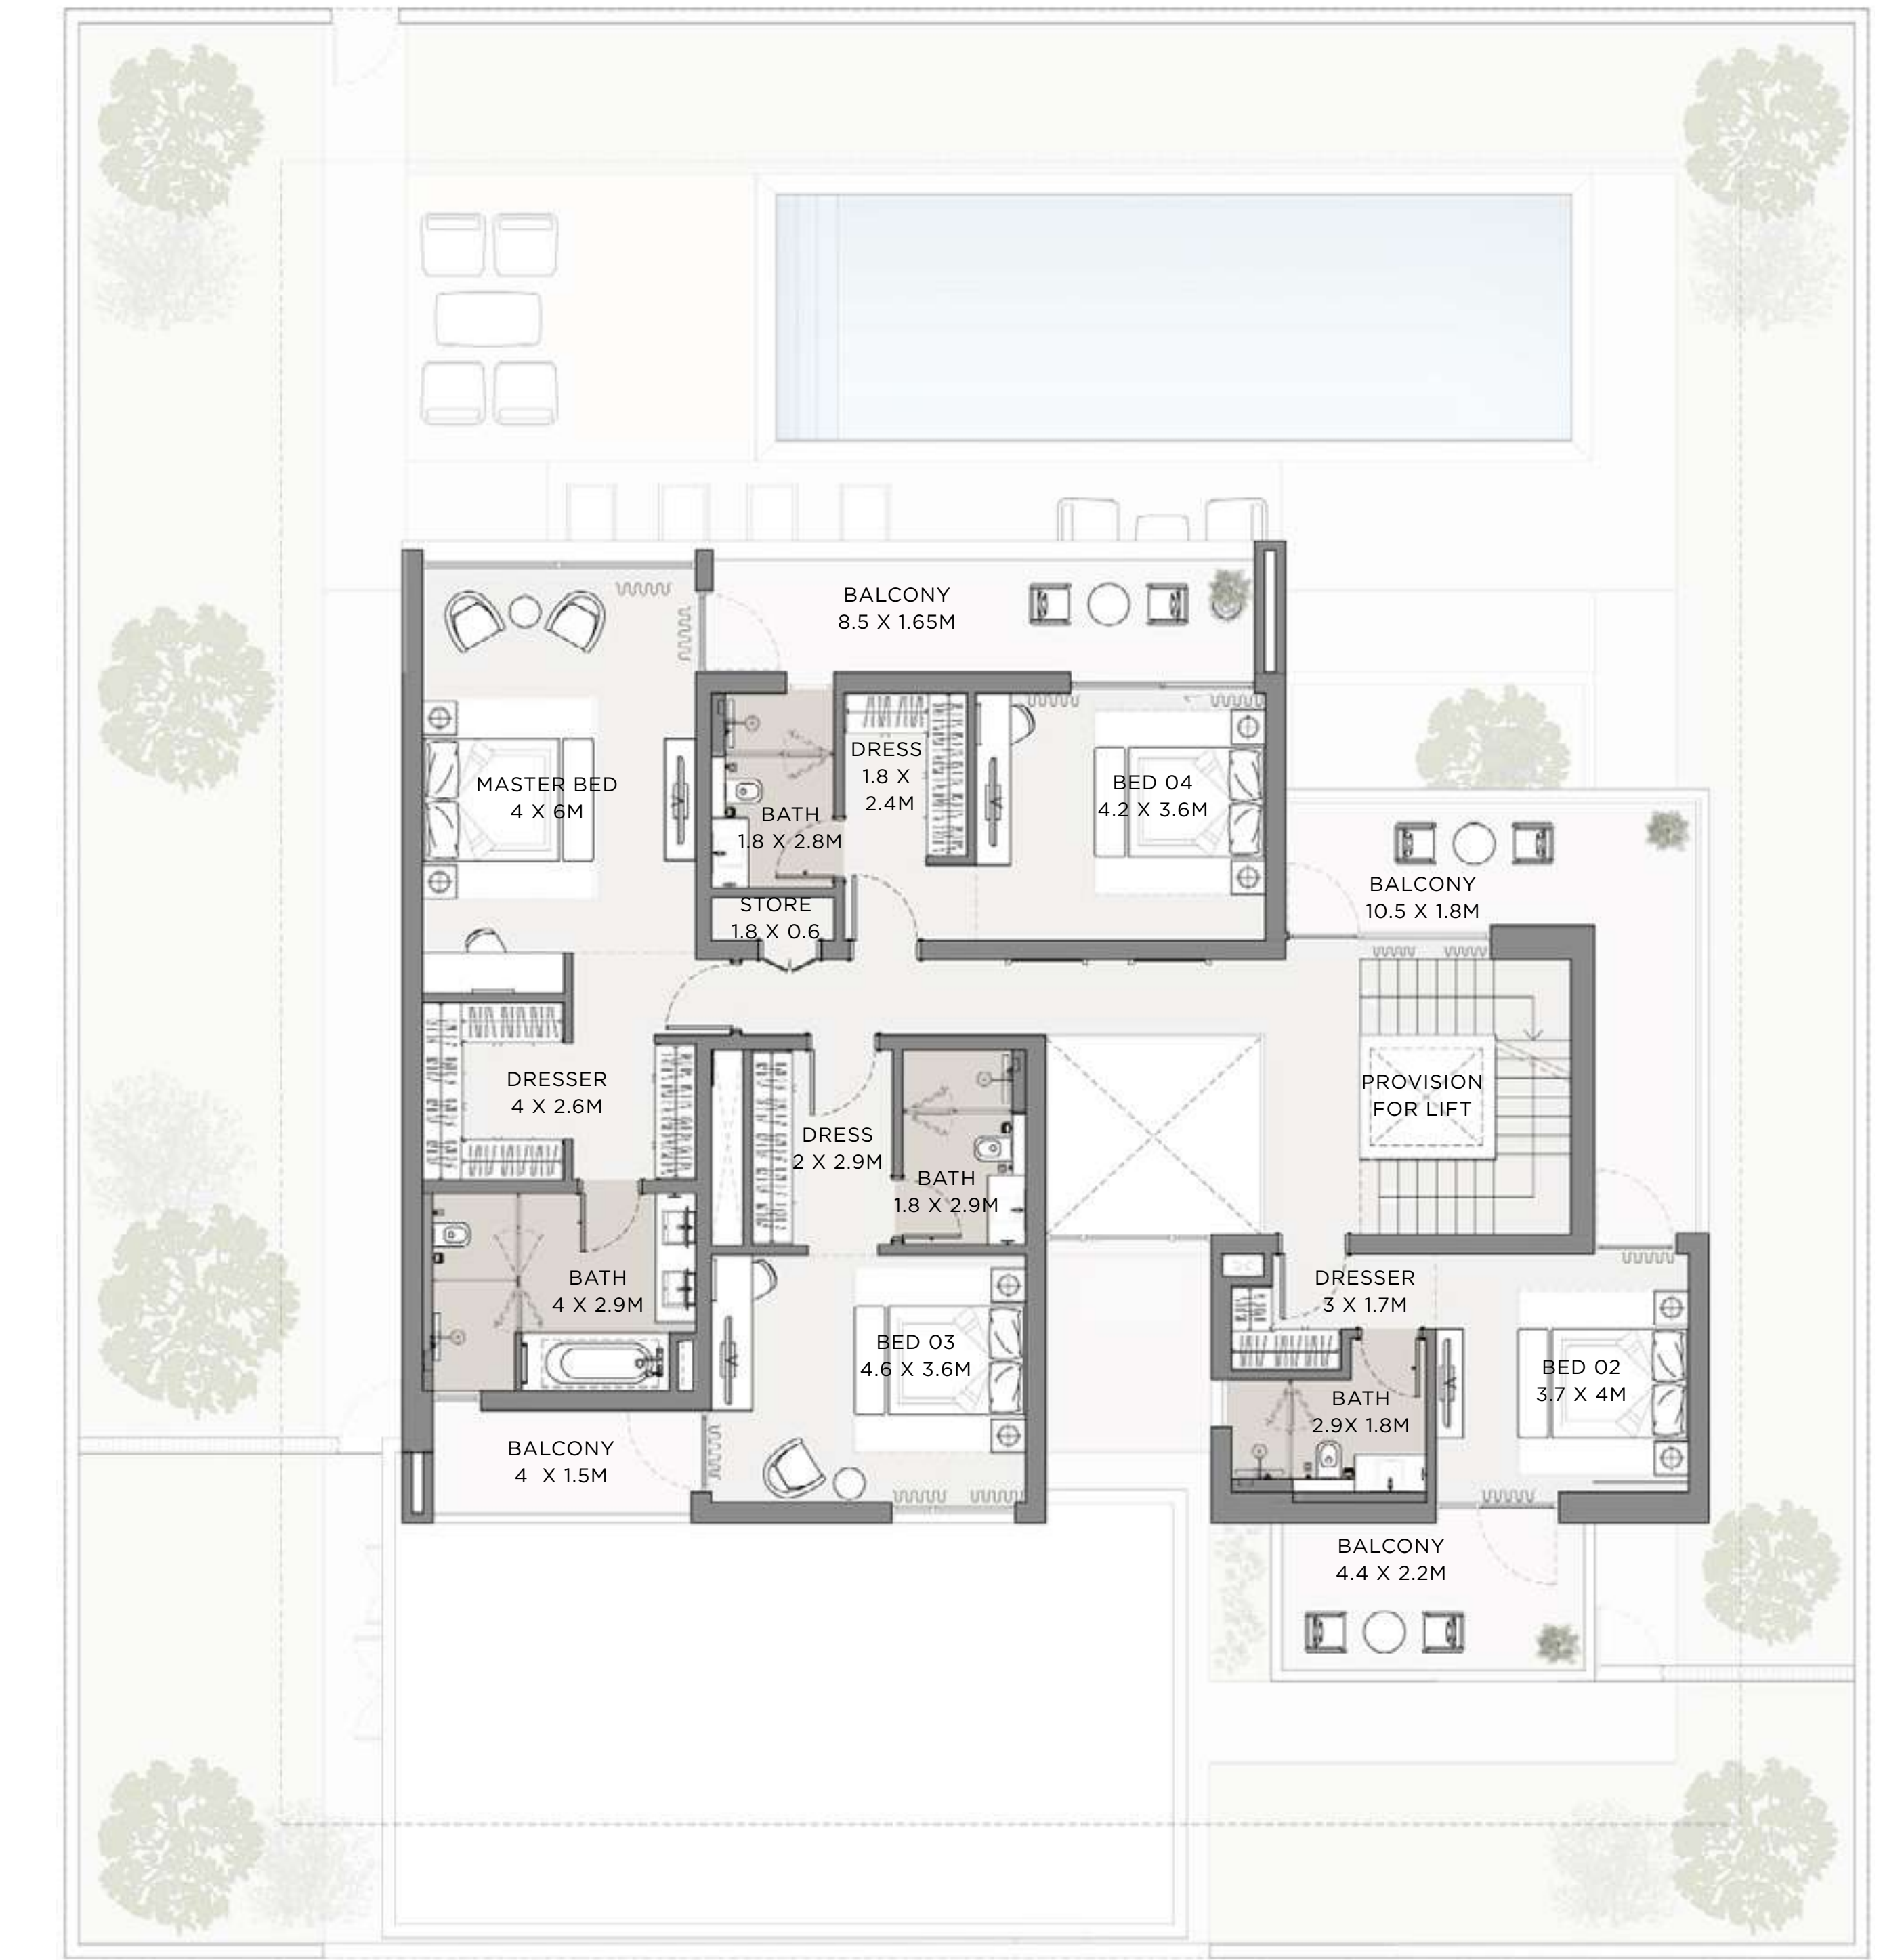 BALCONY
8.5 X 1.65M
MASTER BED
4 X 6M
DRESS
1.8 X
2.4M
BATH
1.8 X 2.8M
BED 04
4.2 X 3.6M
STORE
1.8 X 0.6
BALCONY
10.5 X 1.8M
DRESSER
4 X 2.6M
PROVISION
FOR LIFT
DRESS
2 X 2.9M
BATH
1.8 X 2.9M
BATH
4 X 2.9M
DRESSER
3 X 1.7M
BED 03
4.6 X 3.6M
BED 02
3.7 X 4M
BATH
2.9X 1.8M
BALCONY
4 X 1.5M
BALCONY
4.4 X 2.2M